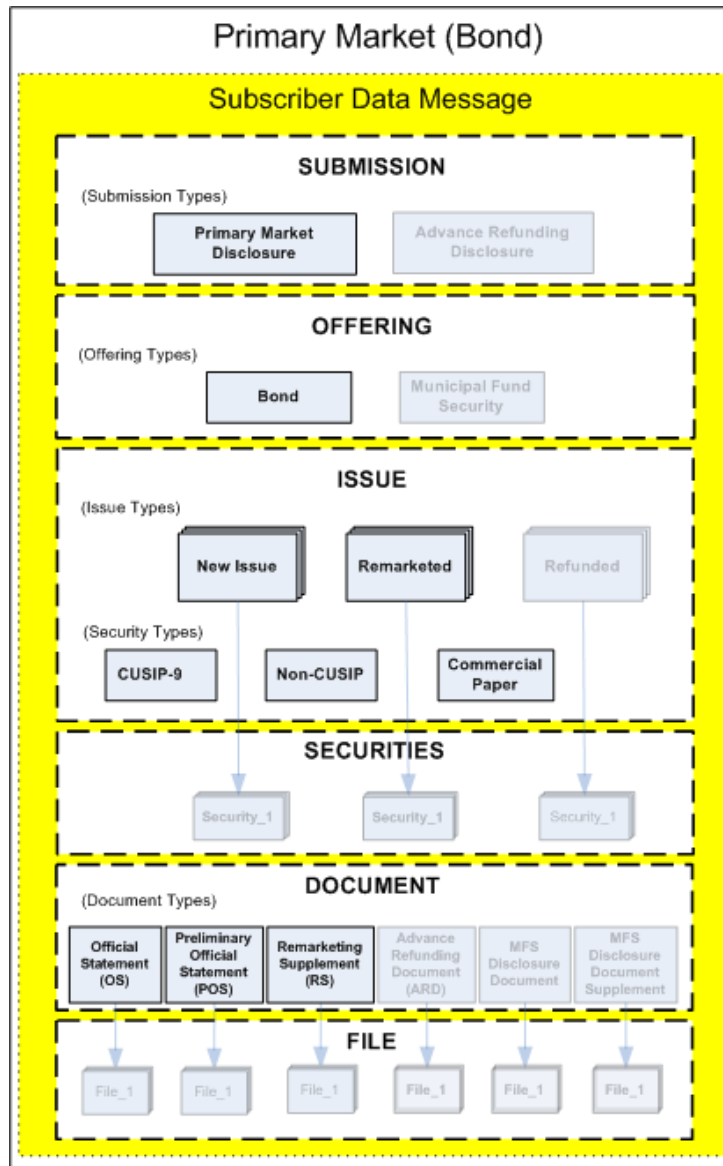 Primary Market (Bond)
Subscriber Data Message
SUBMISSION
(Submission Types)
Primary Market
Disclosure
Advance Refunding
Disclosure
OFFERING
(Offering Types)
Bond
Municipal Fund
Security
ISSUE
(Issue Types)
New Issue
Remarketed
Refunded
(Security Types)
CUSIP-9
Non-CUSIP
Commercial
Paper
SECURITIES
Security_1
Security_1
Security_1
DOCUMENT
(Document Types)
Official
Statement
(OS)
Preliminary
Official
Statement
(POS)
Remarketing
Supplement
(RS)
Advance
Refunding
Document
(ARD)
MFS
Disclosure
Document
MFS
Disclosure
Document
Supplement
FILE
File_1
File_1
File_1
File_1
File_1
File_1